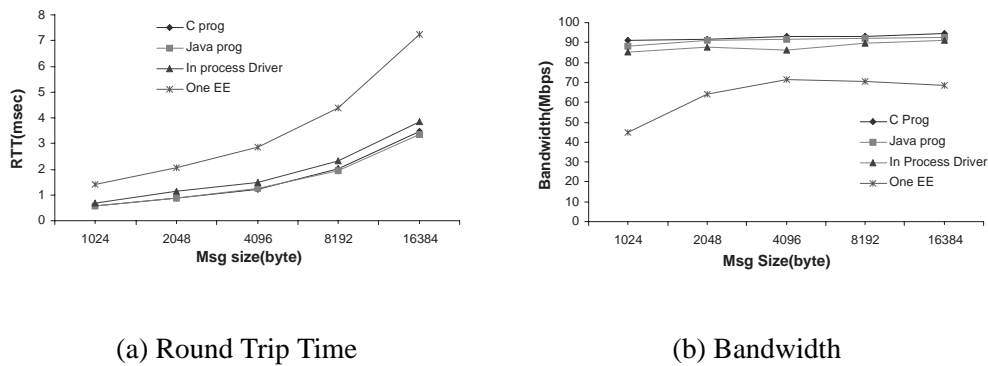 8
7
6
5
4
3
2
1
0
RTT(msec)
C prog
Java prog
In process Driver
One EE
1024 2048 4096 8192 16384
Msg size(byte)
100
90
80
70
60
50
40
30
20
10
0
Bandwidth(Mbps)
C Prog
Java prog
In Process Driver
One EE
1024 2048 4096 8192 16384
Msg Size(byte)
(a) Round Trip Time
(b) Bandwidth